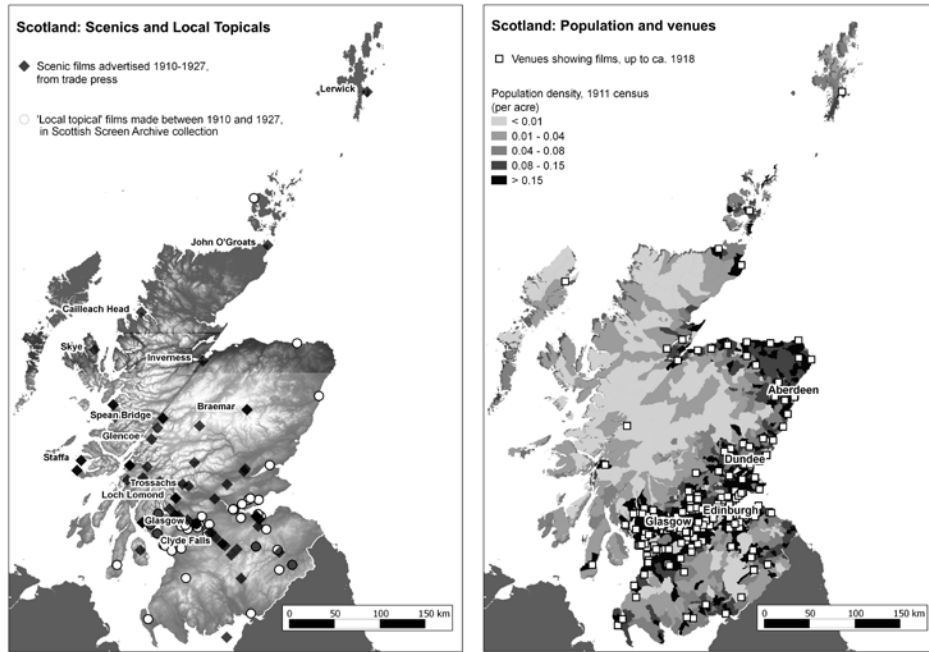 Scotland: Scenics and Local Topicals
Scenic films advertised 1910-1927,
from trade press
'Local topical' films made between 1910 and 1927,
in Scottish Screen Archive collection
Lerwick
John O'Groats
Cailleach Head
Skye
Inverness
Braemar
Spean Bridge
Glencoe
Staffa
Trossachs
Loch Lomond
Glasgow
Clyde Falls
0 50 100 150 km
Scotland: Population and venues
Venues showing films, up to ca. 1918
Population density, 1911 census
(per acre)
< 0.01
0.01 - 0.04
0.04 - 0.08
0.08 - 0.15
> 0.15
Aberdeen
Dundee
Edinburgh
Glasgow
0 50 100 150 km